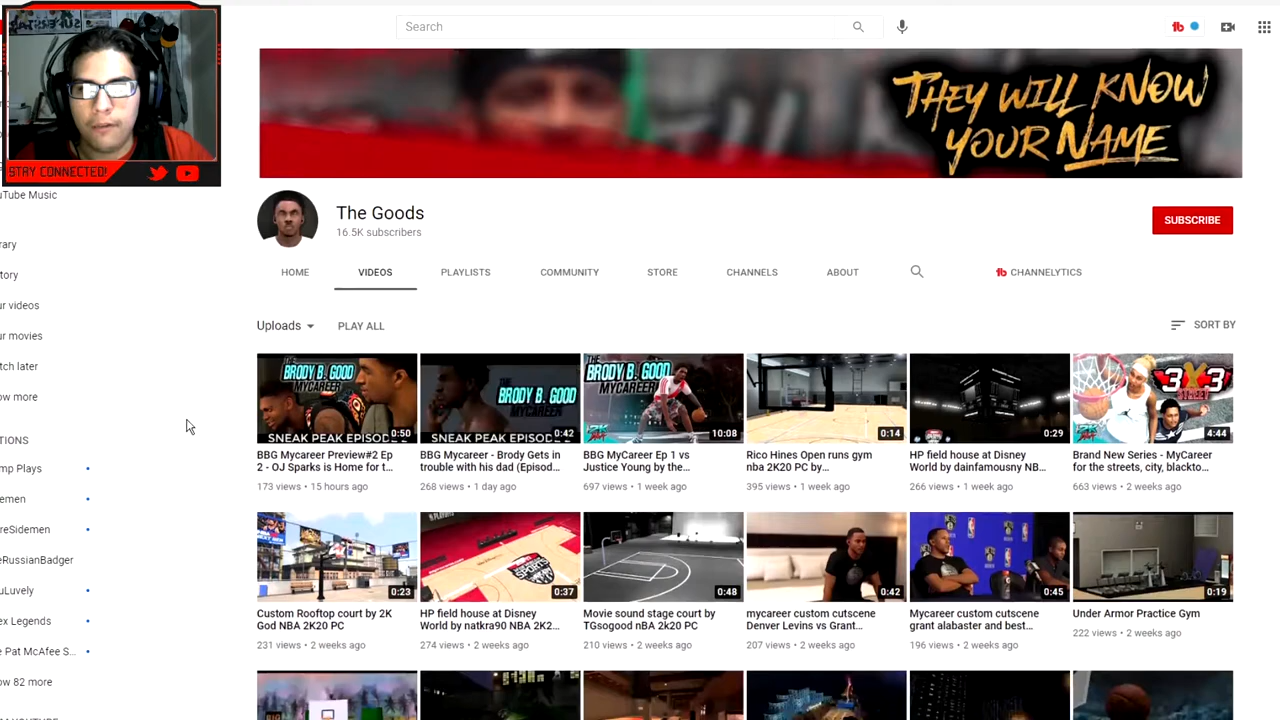 Search
STAY CONNECTED!
THEY WILL KNOW
YOUR NAME
uTube Music
The Goods
16.5K subscribers
SUBSCRIBE
rary
tory
ur videos
ur movies
tch later
ow more
HOME
VIDEOS
PLAYLISTS
COMMUNITY
STORE
CHANNELS
ABOUT
CHANNELYTICS
Uploads
PLAY ALL
SORT BY
TIONS
mp Plays
emen
reSidemen
eRussianBadger
uLuvely
ex Legends
e Pat McAfee S...
ow 82 more
THE
BRODY B. GOOD
MYCAREER
SNEAK PEAK EPISOD
0:50
BBG Mycareer Preview#2 Ep
2 - OJ Sparks is Home for t...
173 views • 15 hours ago
THE
BRODY B. GOOD
MYCAREER
SNEAK PEAK EPISOD
0:42
BBG Mycareer - Brody Gets in
trouble with his dad (Episod...
268 views • 1 day ago
BRODY B. GOOD
MYCAREER
10:08
BBG MyCareer Ep 1 vs
Justice Young by the...
697 views • 1 week ago
0:14
Rico Hines Open runs gym
nba 2K20 PC by...
395 views • 1 week ago
0:29
HP field house at Disney
World by dainfamousny NB...
266 views • 1 week ago
3X3
4:44
Brand New Series - MyCareer
for the streets, city, blackto...
663 views • 2 weeks ago
0:23
Custom Rooftop court by 2K
God NBA 2K20 PC
231 views • 2 weeks ago
0:37
HP field house at Disney
World by natkra90 NBA 2K2...
274 views • 2 weeks ago
0:48
Movie sound stage court by
TGsogood nBA 2k20 PC
210 views • 2 weeks ago
0:42
mycareer custom cutscene
Denver Levins vs Grant...
207 views • 2 weeks ago
0:45
Mycareer custom cutscene
grant alabaster and best...
196 views • 2 weeks ago
0:19
Under Armor Practice Gym
222 views • 2 weeks ago